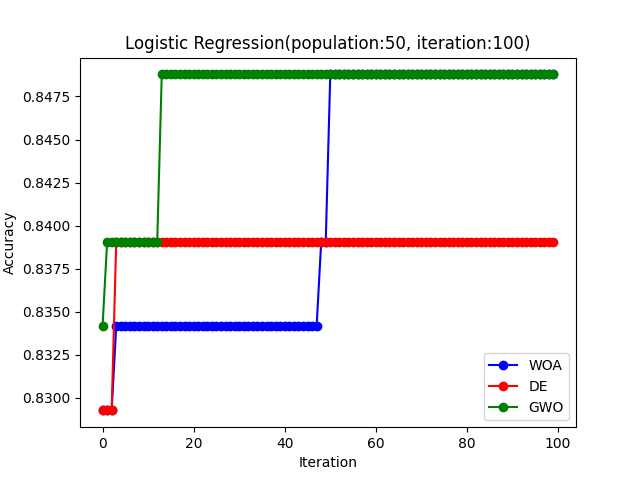 Logistic Regression(population:50, iteration:100)
Accuracy
0.8475
0.8450
0.8425
0.8400
0.8375
0.8350
0.8325
0.8300
WOA
DE
GWO
0 20 40 60 80 100
Iteration